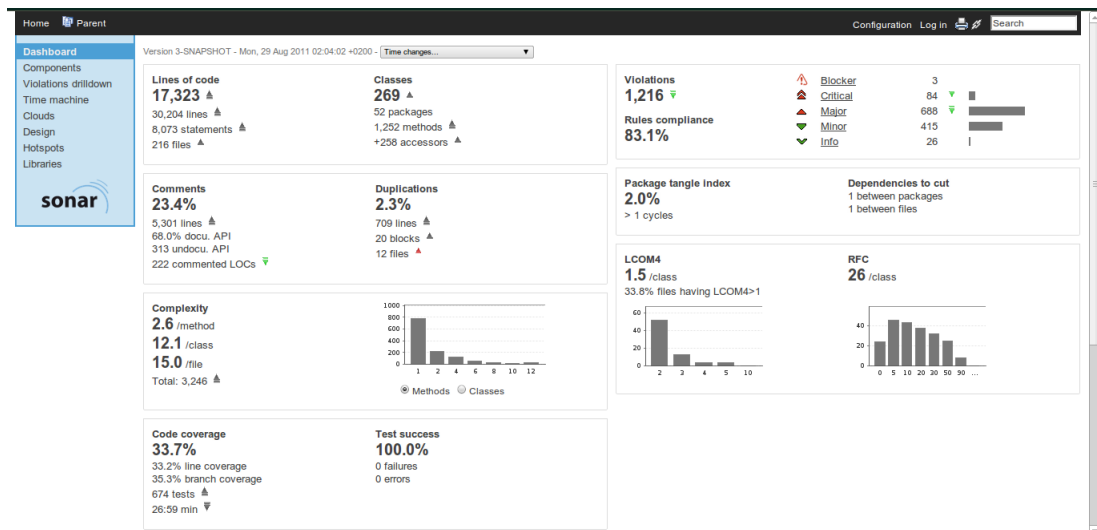 Home Parent Configuration Log in Search
Dashboard
Components
Violations drilldown
Time machine
Clouds
Design
Hotspots
Libraries
sonar
Version 3-SNAPSHOT - Mon, 29 Aug 2011 02:04:02 +0200 - Time changes...
Lines of code
17,323
30,204 lines
8,073 statements
216 files
Classes
269
52 packages
1,252 methods
+258 accessors
Comments
23.4%
5,301 lines
68.0% docu. API
313 undocu. API
222 commented LOCs
Duplications
2.3%
709 lines
20 blocks
12 files
Complexity
2.6 /method
12.1 /class
15.0 /file
Total: 3,246
1000
800
600
400
200
0
1 2 4 6 8 10 12
Methods Classes
Code coverage
33.7%
33.2% line coverage
35.3% branch coverage
674 tests
26:59 min
Test success
100.0%
0 failures
0 errors
Violations
1,216
Rules compliance
83.1%
Blocker 3
Critical 84
Major 688
Minor 415
Info 26
Package tangle index
2.0%
> 1 cycles
Dependencies to cut
1 between packages
1 between files
LCOM4
1.5 /class
33.8% files having LCOM4>1
60
40
20
0
2 3 4 5 10
RFC
26 /class
40
20
0
0 5 10 20 30 50 90 ...